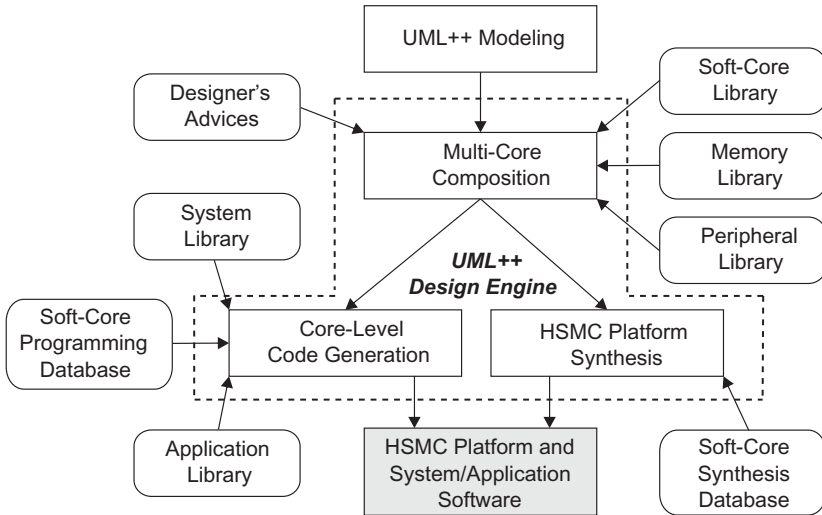 UML++ Modeling
Soft-Core
Library
Designer's
Advices
Multi-Core
Composition
Memory
Library
System
Library
Peripheral
Library
UML++
Design Engine
Soft-Core
Programming
Database
Core-Level
Code Generation
HSMC Platform
Synthesis
Application
Library
HSMC Platform and
System/Application
Software
Soft-Core
Synthesis
Database